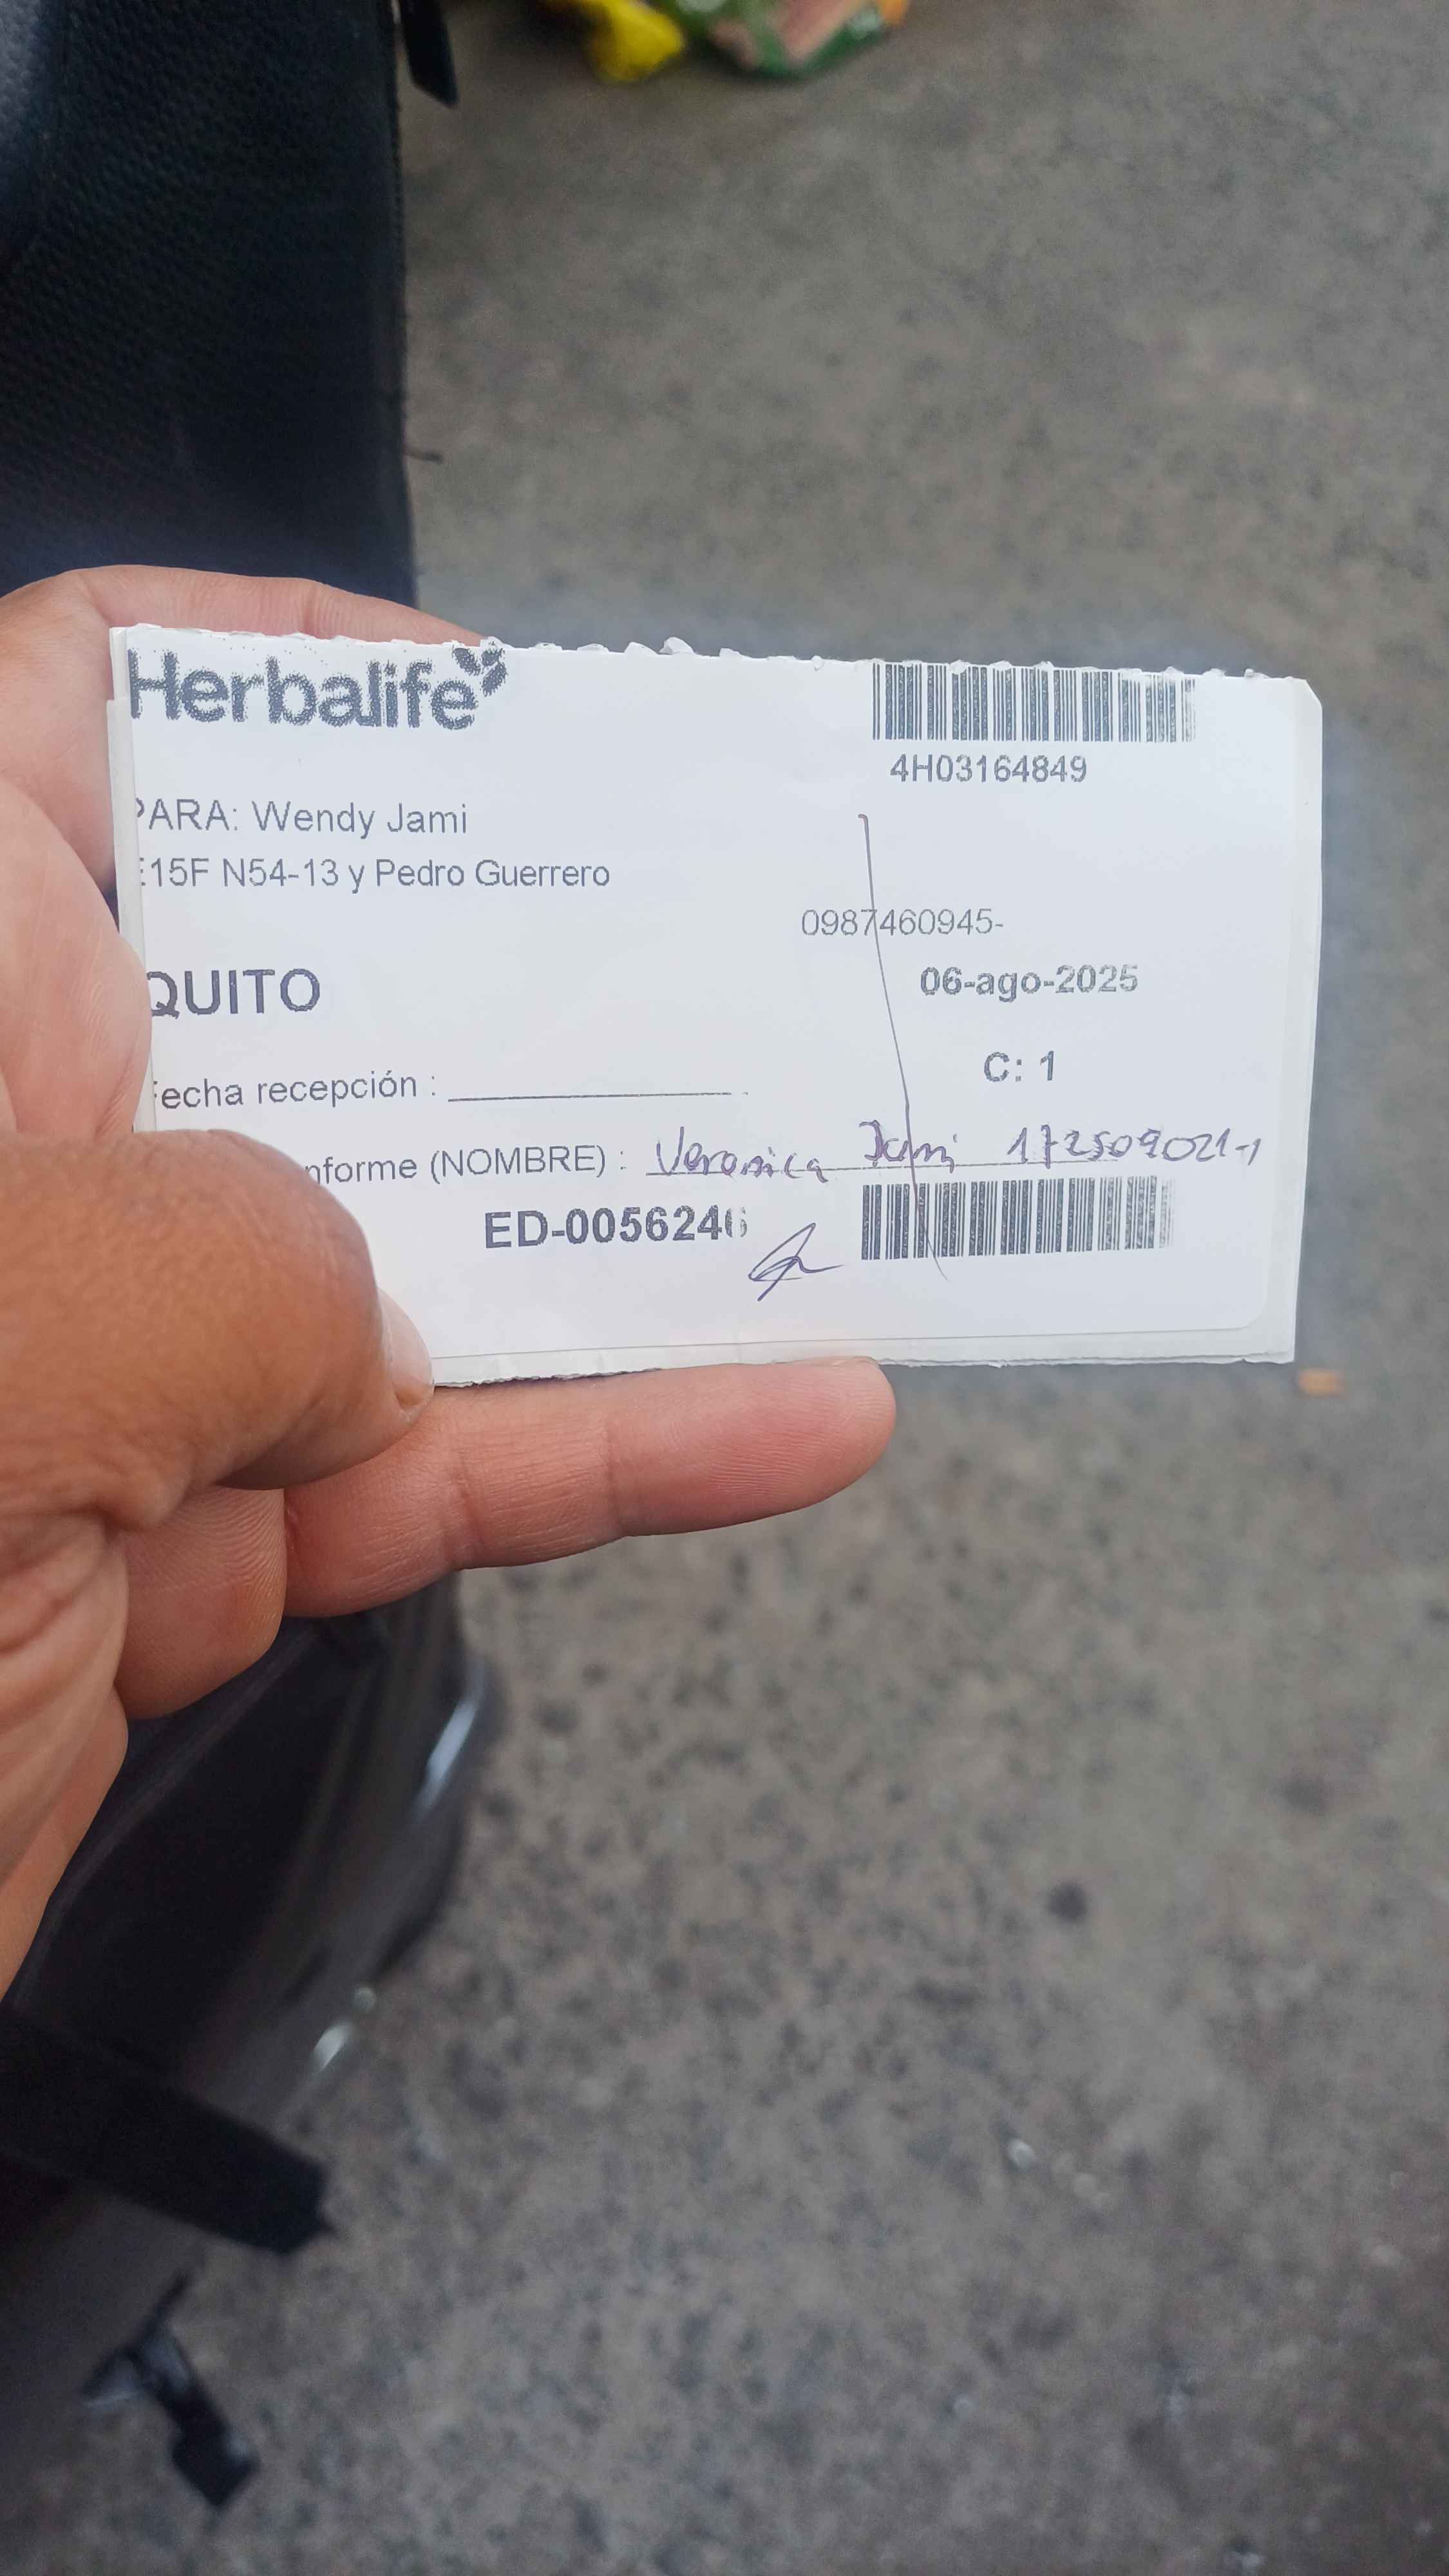 Herbalife
4H03164849
PARA: Wendy Jami
E15F N54-13 y Pedro Guerrero
0987460945-
QUITO
06-ago-2025
C: 1
Fecha recepción :
nforme (NOMBRE) : Veronica Jami 172509021-1
ED-0056246